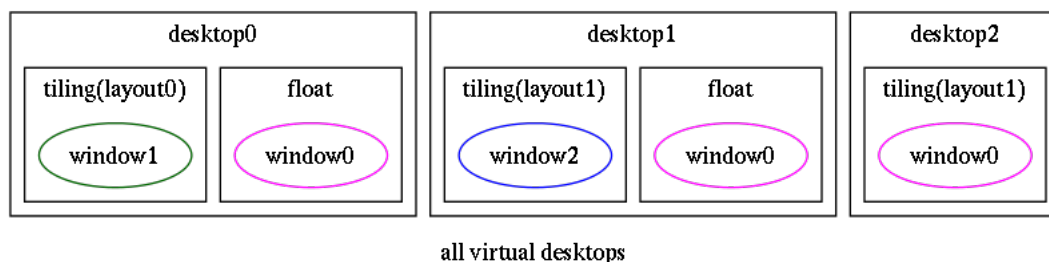 desktop0
desktop1
desktop2
tiling(layout0)
float
tiling(layout1)
float
tiling(layout1)
window1
window0
window2
window0
window0
all virtual desktops